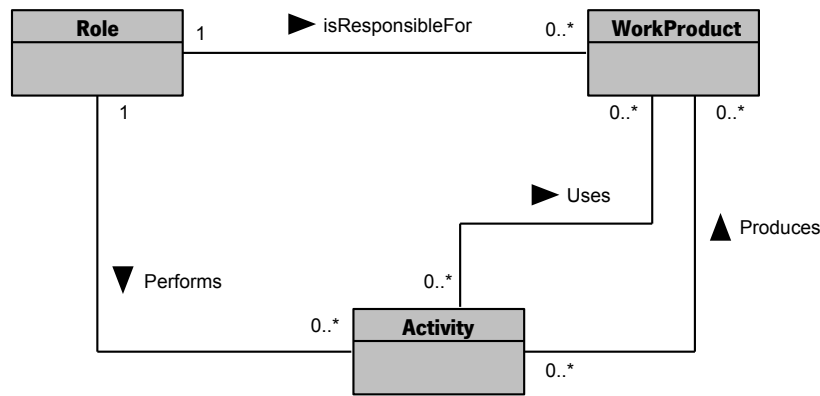 Role
1
isResponsibleFor
0..*
WorkProduct
1
0..*
0..*
Uses
Produces
Performs
0..*
0..*
Activity
0..*